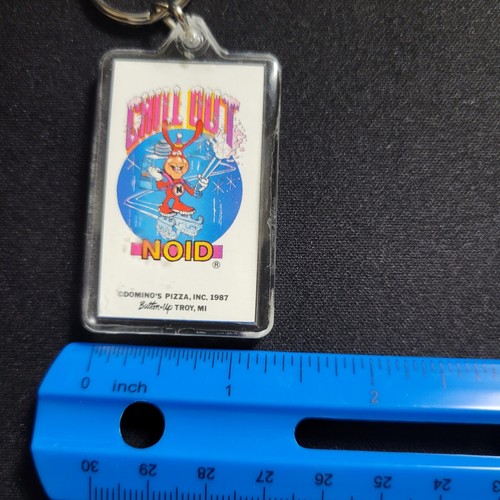 CHILL OUT
N
NOID®
©DOMINO'S PIZZA, INC. 1987
Button-Up TROY, MI
0 inch 1 2
30 29 28 27 26 25 24